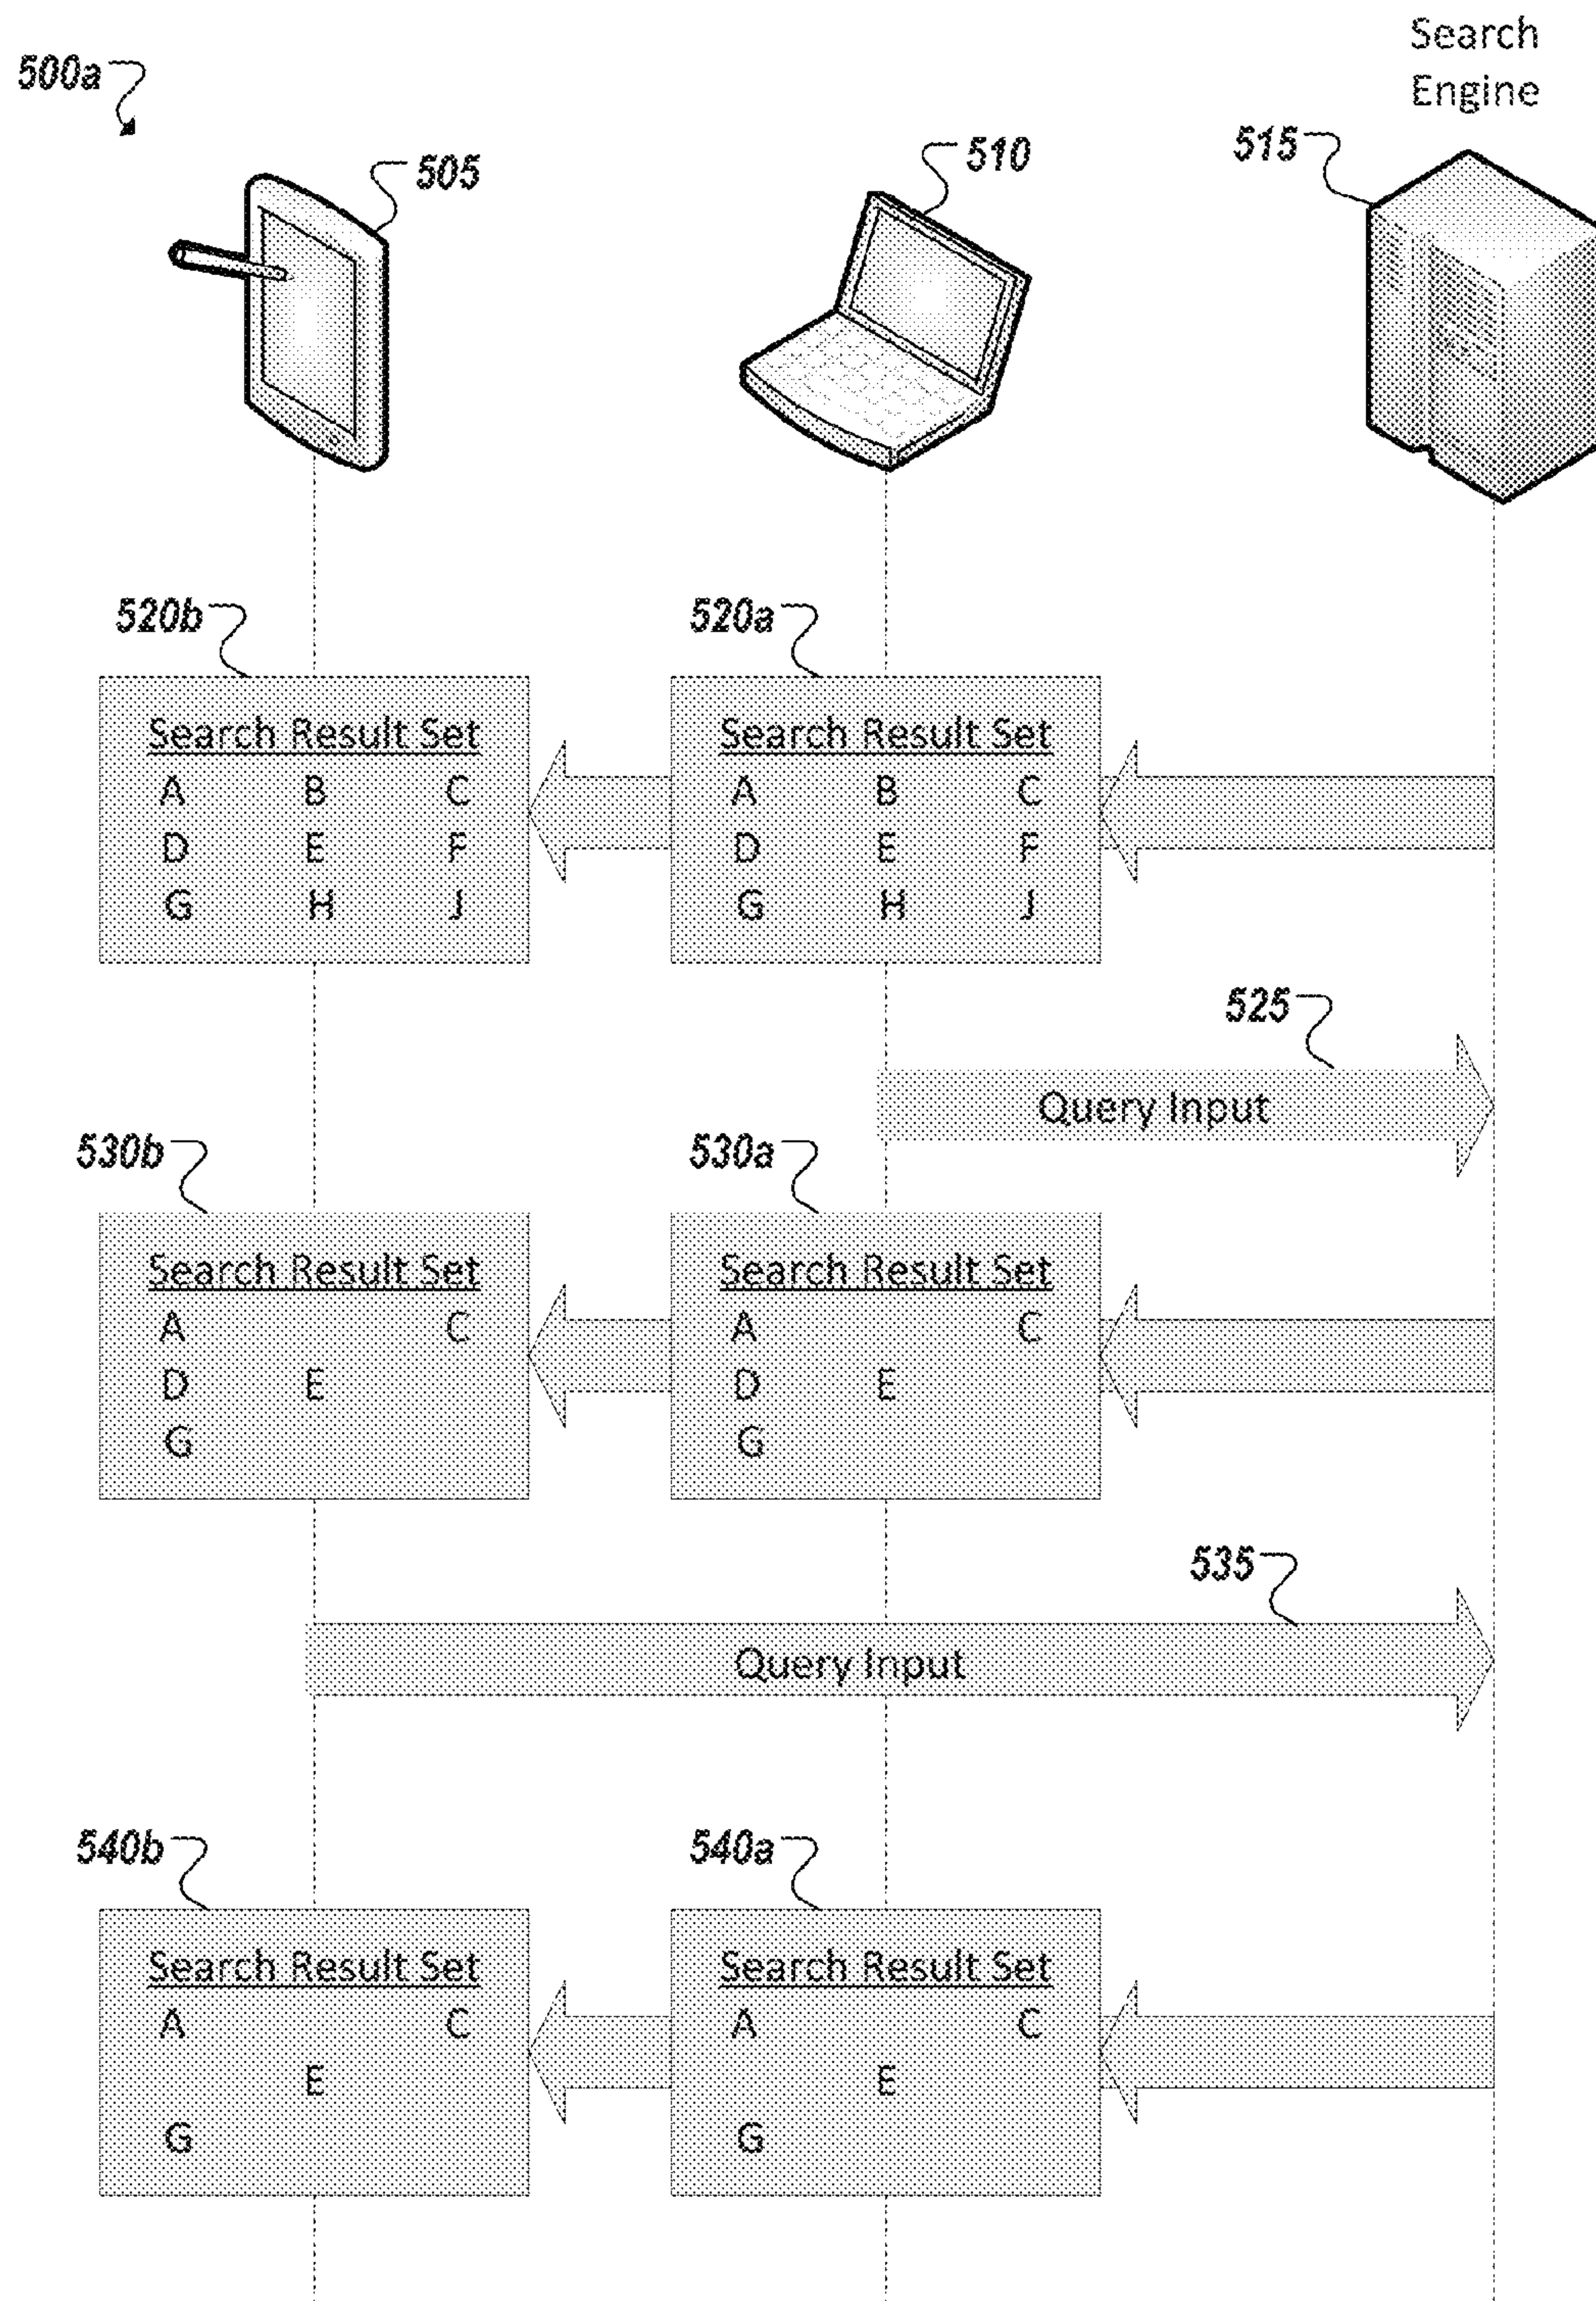 Search
Engine
500a
505
510
515
520b
520a
Search Result Set
A B C
D E F
G H J
Search Result Set
A B C
D E F
G H J
525
Query Input
530b
530a
Search Result Set
A C
D E
G
Search Result Set
A C
D E
G
535
Query Input
540b
540a
Search Result Set
A C
E
G
Search Result Set
A C
E
G